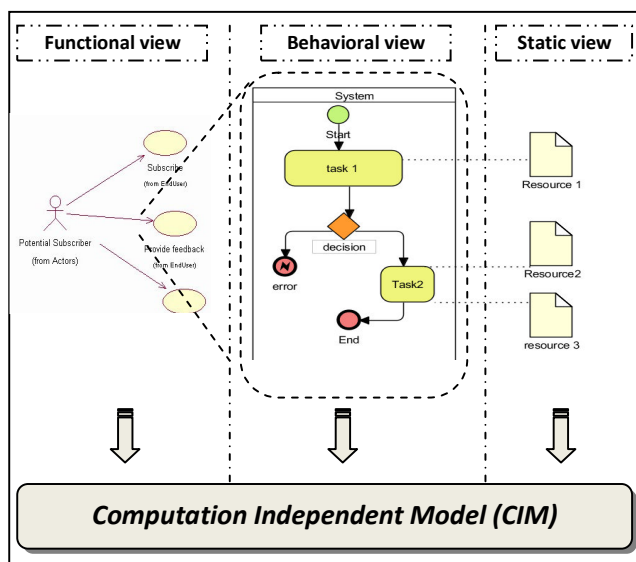 Functional view
Behavioral view
Static view
System
Start
task 1
decision
error
Task2
End
Subscribe
(from EndUser)
Potential Subscriber
(from Actors)
Provide feedback
(from EndUser)
Resource 1
Resource2
resource 3
Computation Independent Model (CIM)